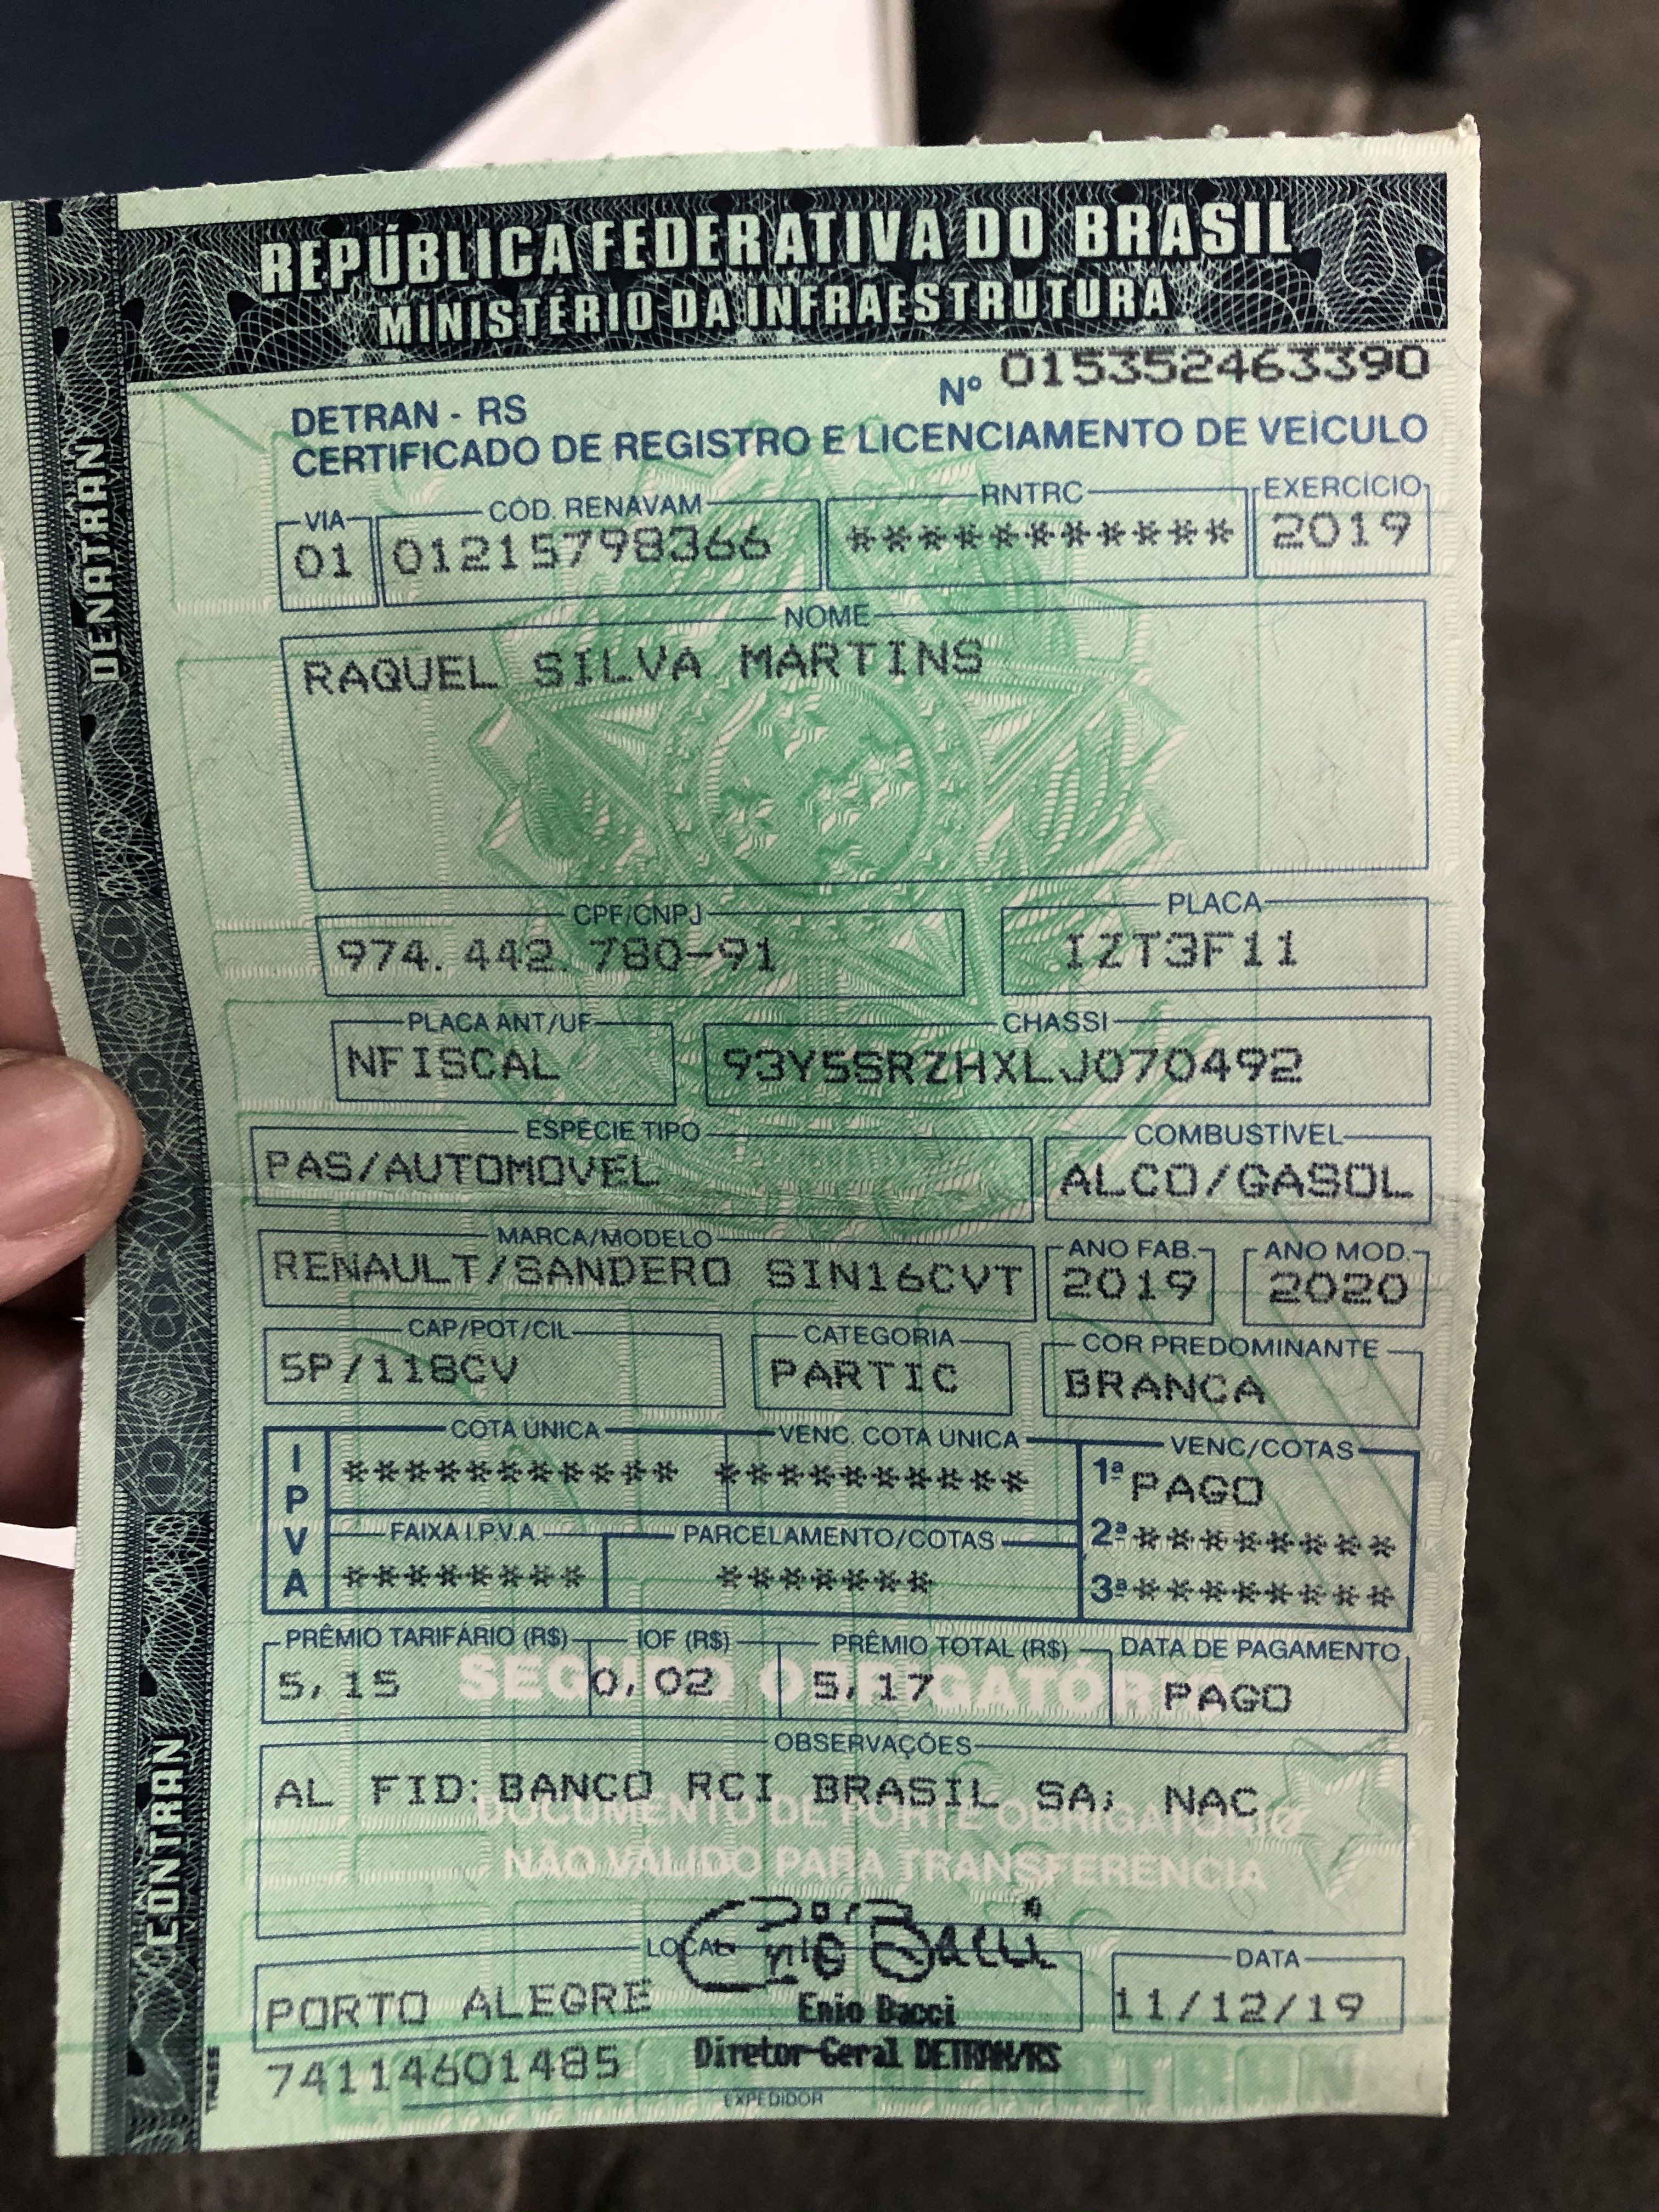 REPÚBLICA FEDERATIVA DO BRASIL
MINISTÉRIO DA INFRAESTRUTURA
DENATRAN
CONTRAN
Nº 015352463390
DETRAN - RS
CERTIFICADO DE REGISTRO E LICENCIAMENTO DE VEÍCULO
VIA CÓD. RENAVAM RNTRC EXERCÍCIO
01 01215798366 *********** 2019
NOME
RAQUEL SILVA MARTINS
CPF/CNPJ PLACA
974.442.780-91 IZT3F11
PLACA ANT/UF CHASSI
NFISCAL 93Y5SRZHXLJ070492
ESPÉCIE TIPO COMBUSTÍVEL
PAS/AUTOMOVEL ALCO/GASOL
MARCA/MODELO ANO FAB. ANO MOD.
RENAULT/SANDERO SIN16CVT 2019 2020
CAP/POT/CIL CATEGORIA COR PREDOMINANTE
5P/118CV PARTIC BRANCA
IPVA
COTA ÚNICA VENC. COTA ÚNICA VENC/COTAS
*********** ********** 1ª PAGO
FAIXA I.P.V.A PARCELAMENTO/COTAS 2ª ********
******** ******* 3ª ********
PRÊMIO TARIFÁRIO (R$) IOF (R$) PRÊMIO TOTAL (R$) DATA DE PAGAMENTO
SEGURO OBRIGATÓRIO
5,15 0,02 5,17 PAGO
OBSERVAÇÕES
AL FID: BANCO RCI BRASIL SA; NAC
DOCUMENTO DE PORTE OBRIGATÓRIO
NÃO VÁLIDO PARA TRANSFERÊNCIA
LOCAL DATA
Enio Bacci
PORTO ALEGRE 11/12/19
Enio Bacci
Diretor-Geral DETRAN/RS
74114601485
EXPEDIDOR